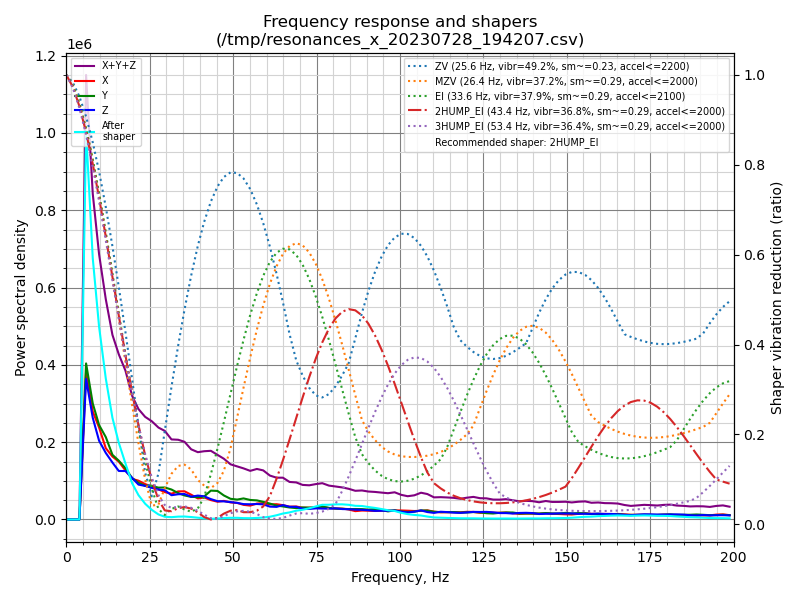 Frequency response and shapers
(/tmp/resonances_x_20230728_194207.csv)
1e6
X+Y+Z
X
Y
Z
After
shaper
ZV (25.6 Hz, vibr=49.2%, sm~=0.23, accel<=2200)
MZV (26.4 Hz, vibr=37.2%, sm~=0.29, accel<=2000)
EI (33.6 Hz, vibr=37.9%, sm~=0.29, accel<=2100)
2HUMP_EI (43.4 Hz, vibr=36.8%, sm~=0.29, accel<=2000)
3HUMP_EI (53.4 Hz, vibr=36.4%, sm~=0.29, accel<=2000)
Recommended shaper: 2HUMP_EI
Power spectral density
1.2
1.0
0.8
0.6
0.4
0.2
0.0
Shaper vibration reduction (ratio)
1.0
0.8
0.6
0.4
0.2
0.0
0 25 50 75 100 125 150 175 200
Frequency, Hz